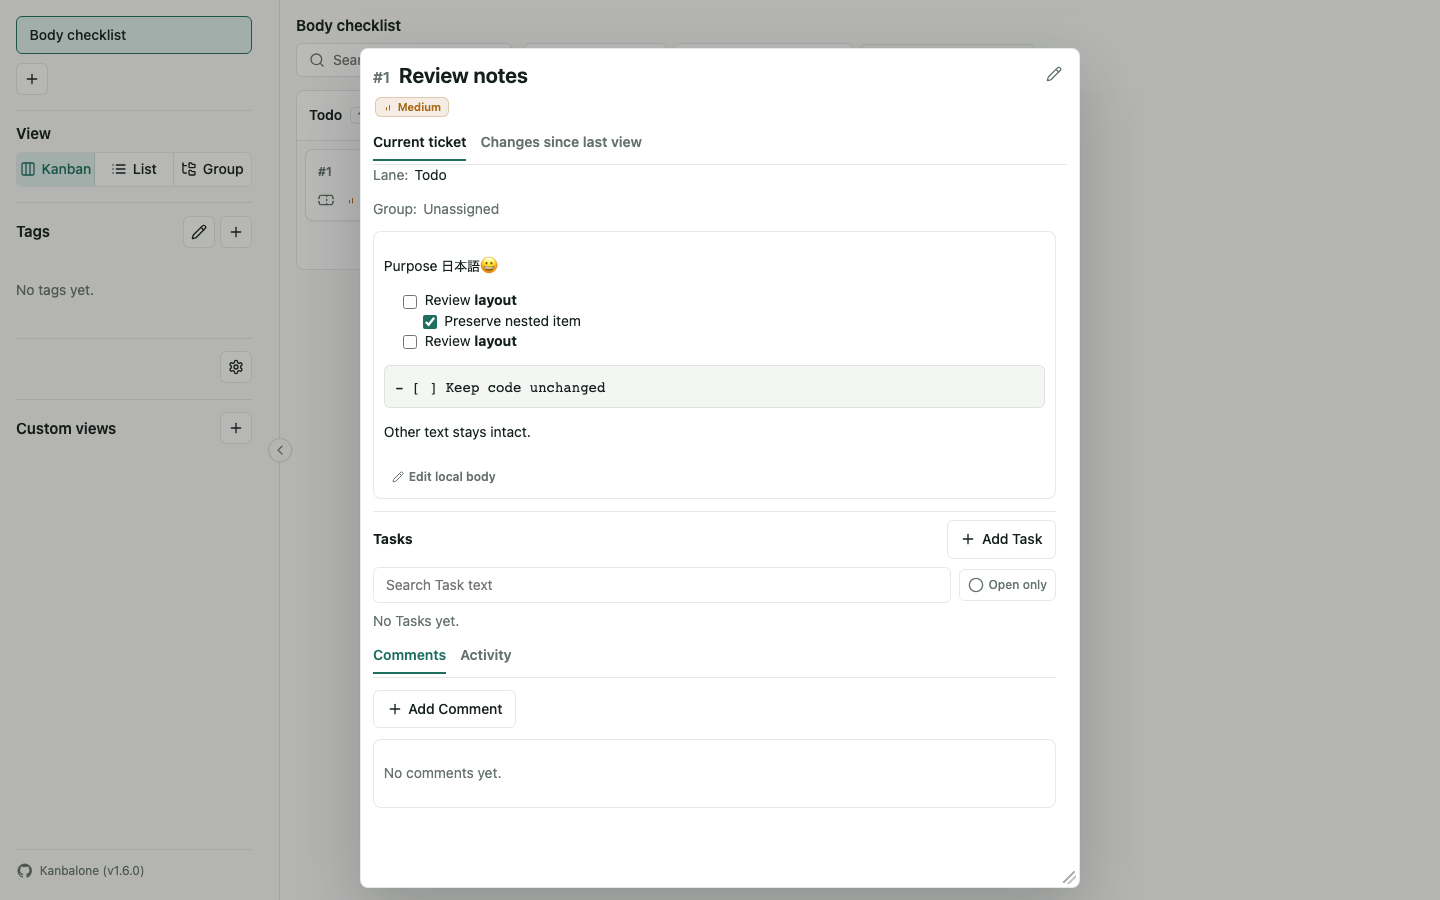 Body checklist
View
Kanban
List
Group
Tags
No tags yet.
Custom views
Kanbalone (v1.6.0)
Body checklist
Sear
Todo
#1
#1 Review notes
Medium
Current ticket
Changes since last view
Lane: Todo
Group: Unassigned
Purpose 日本語😀
Review layout
Preserve nested item
Review layout
- [ ] Keep code unchanged
Other text stays intact.
Edit local body
Tasks
Add Task
Search Task text
Open only
No Tasks yet.
Comments
Activity
Add Comment
No comments yet.